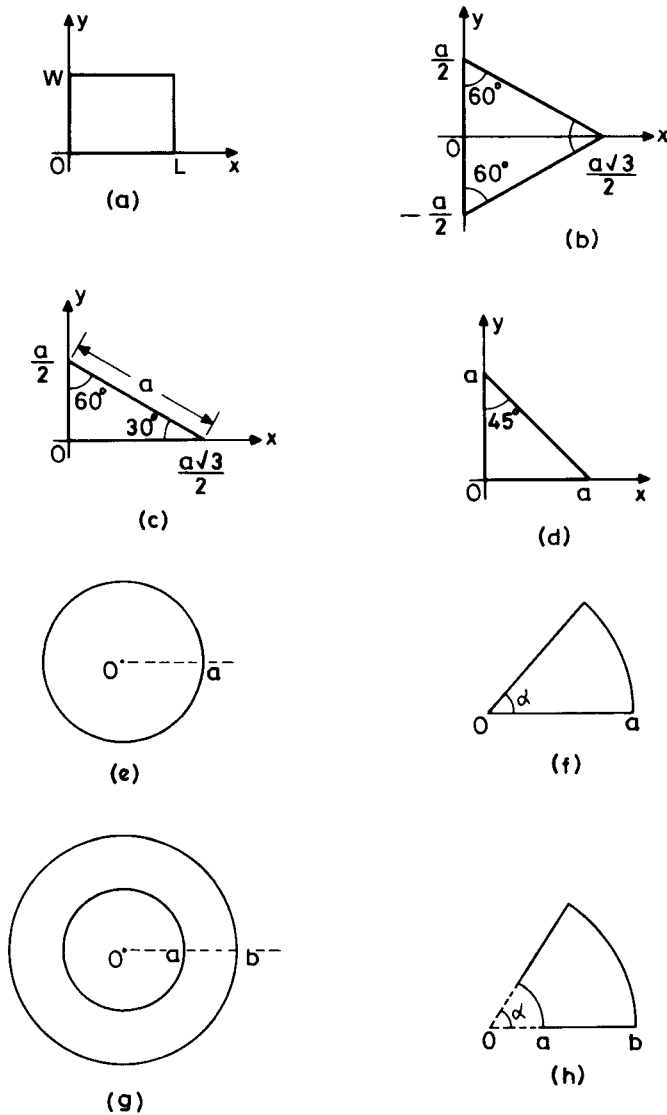 y
W
O
L
x
(a)
y
a/2
60°
x
O
60°
a√3/2
- a/2
(b)
y
a/2
a
60°
30°
x
O
a√3/2
(c)
y
a
45°
O
a
x
(d)
O
a
(e)
α
O
a
(f)
O
a
b
(g)
α
O
a
b
(h)